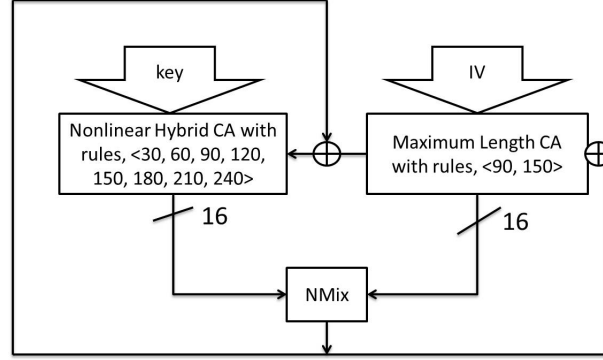 key
IV
Nonlinear Hybrid CA with
rules, <30, 60, 90, 120,
150, 180, 210, 240>
Maximum Length CA
with rules, <90, 150>
16
16
NMix